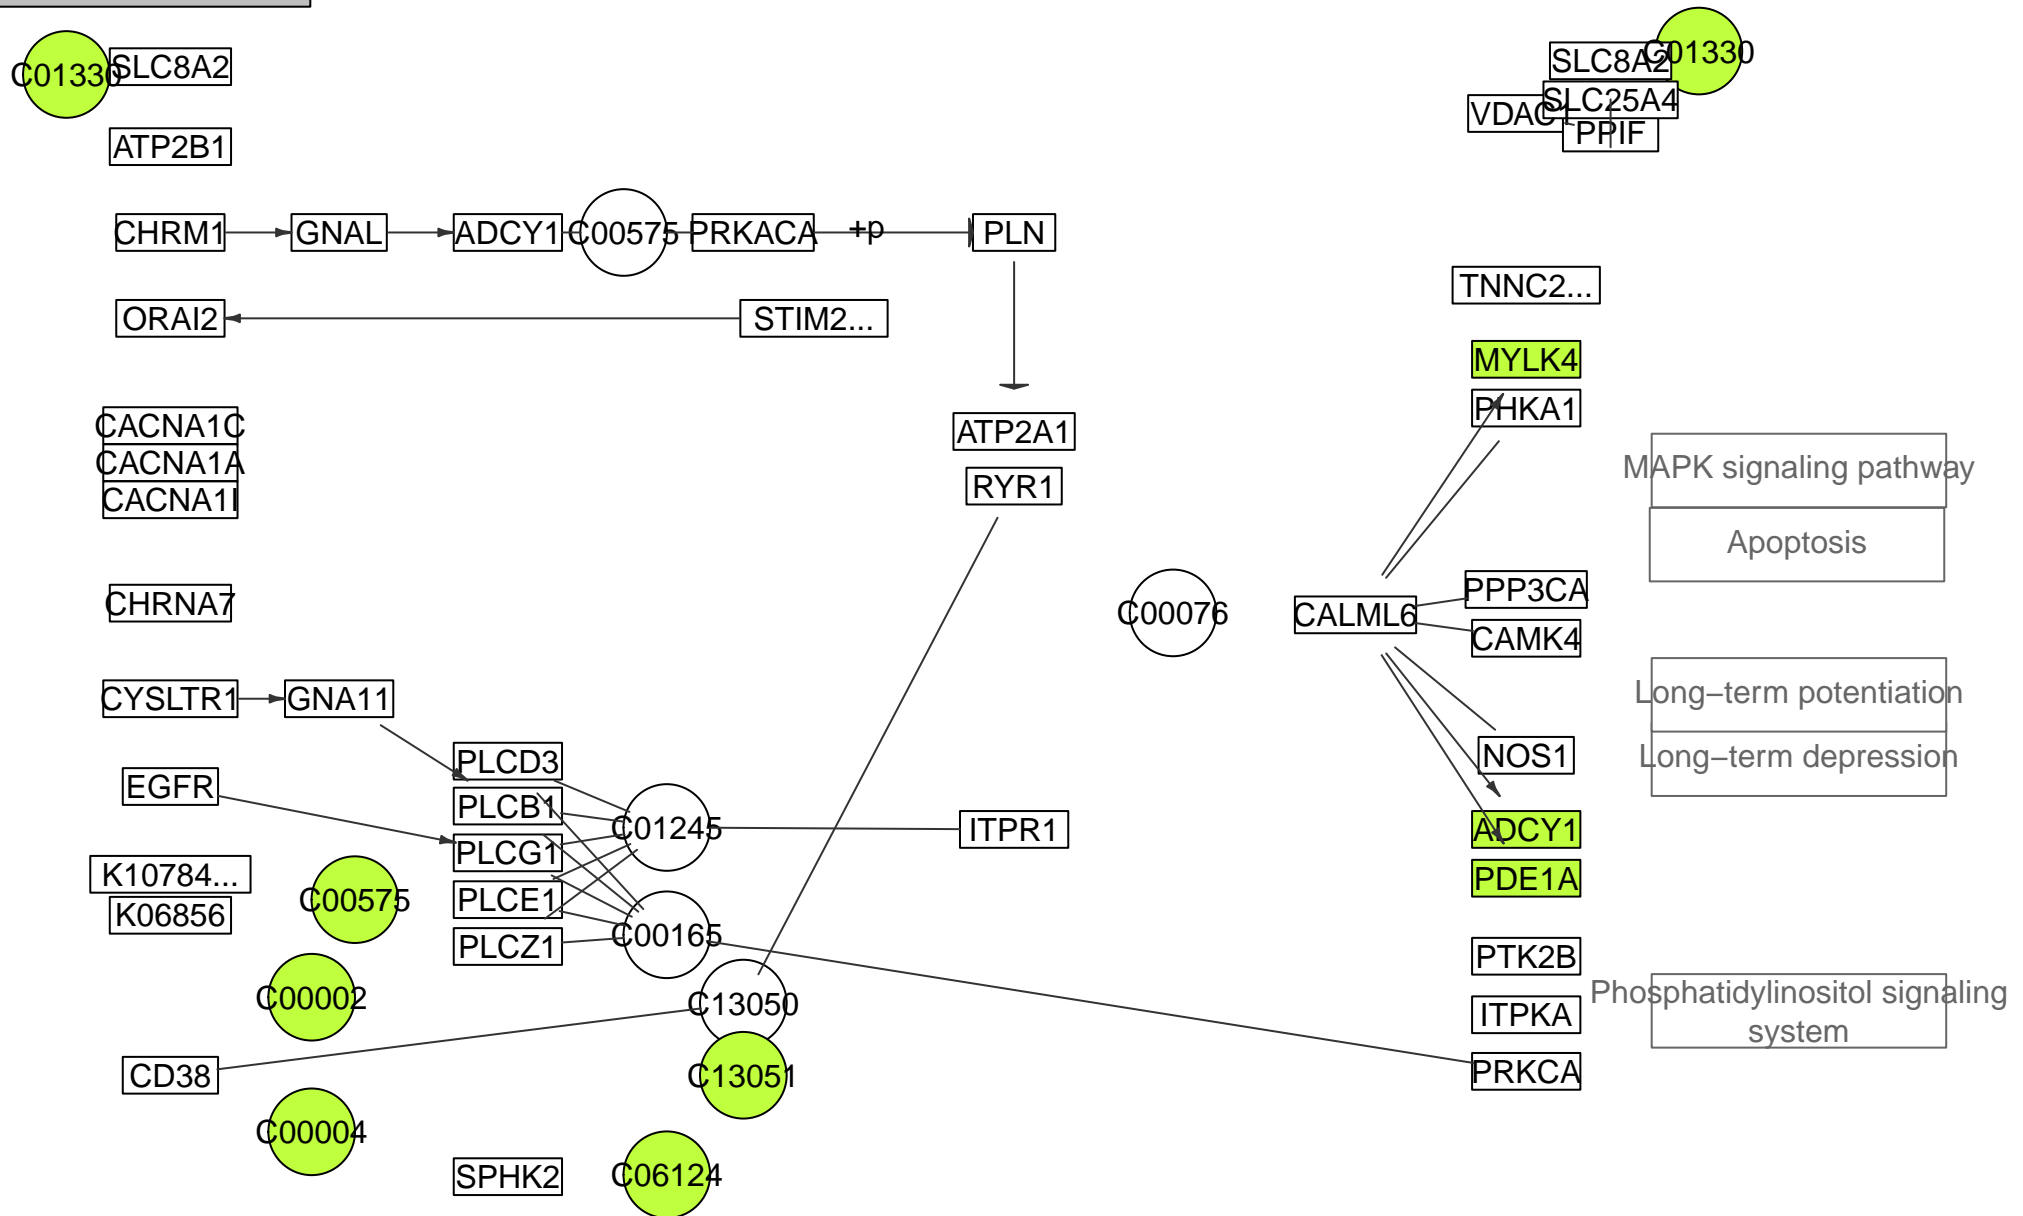 C01330
SLC8A2
SLC8A2
C01330
ATP2B1
VDAC1
SLC25A4
PPIF
CHRM1
GNAL
ADCY1
C00575
PRKACA
+p
PLN
TNNC2...
ORAI2
STIM2...
MYLK4
PHKA1
CACNA1C
CACNA1A
CACNA1I
ATP2A1
RYR1
MAPK signaling pathway
Apoptosis
CHRNA7
C00076
CALML6
PPP3CA
CAMK4
CYSLTR1
GNA11
Long−term potentiation
Long−term depression
NOS1
EGFR
PLCD3
PLCB1
PLCG1
PLCE1
PLCZ1
C01245
C00165
ITPR1
ADCY1
PDE1A
K10784...
K06856
C00575
C00002
C13050
C13051
PTK2B
ITPKA
PRKCA
Phosphatidylinositol signaling
system
CD38
C00004
SPHK2
C06124